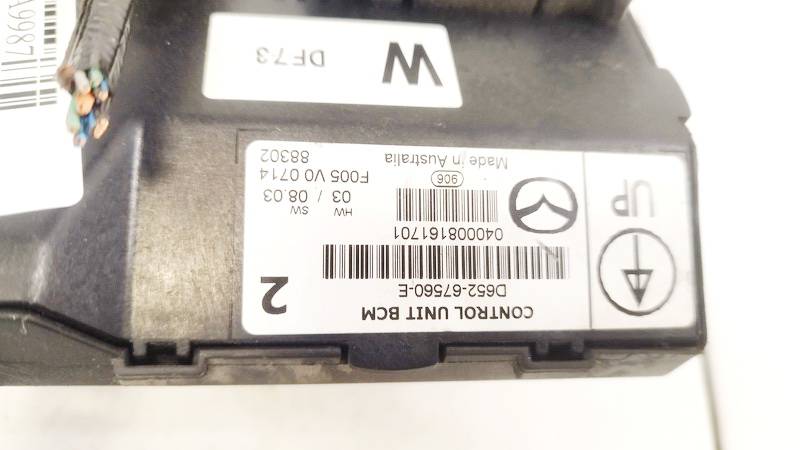 CONTROL UNIT BCM
D652-67560-E
2
040008161701
HW SW
03 / 08.03
F005 V0 0714
88302
906
Made in Australia
UP
W
DF73
A9987